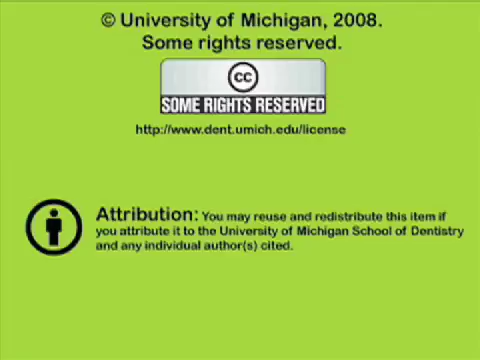 © University of Michigan, 2008.
Some rights reserved.
cc
SOME RIGHTS RESERVED
http://www.dent.umich.edu/license
Attribution: You may reuse and redistribute this item if
you attribute it to the University of Michigan School of Dentistry
and any individual author(s) cited.